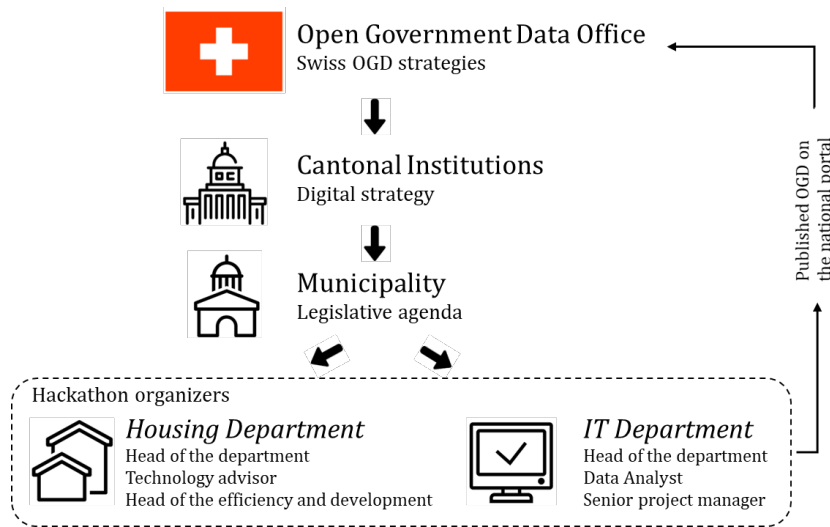 Open Government Data Office
Swiss OGD strategies
Cantonal Institutions
Digital strategy
Municipality
Legislative agenda
Published OGD on
the national portal
Hackathon organizers
Housing Department
Head of the department
Technology advisor
Head of the efficiency and development
IT Department
Head of the department
Data Analyst
Senior project manager